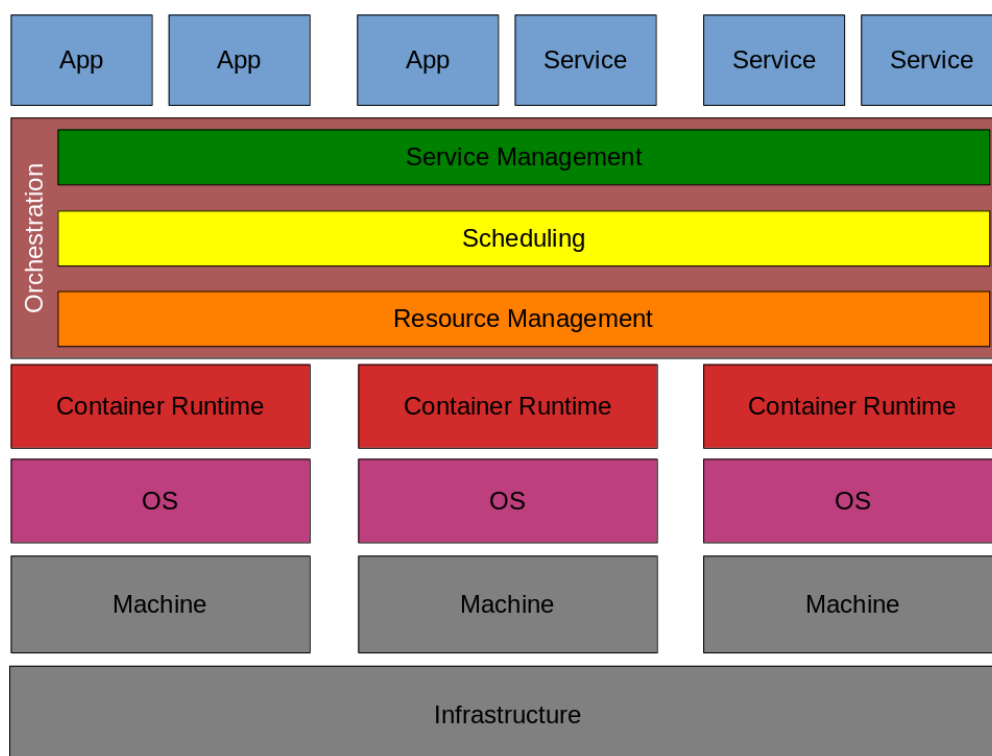 App
App
App
Service
Service
Service
Orchestration
Service Management
Scheduling
Resource Management
Container Runtime
Container Runtime
Container Runtime
OS
OS
OS
Machine
Machine
Machine
Infrastructure